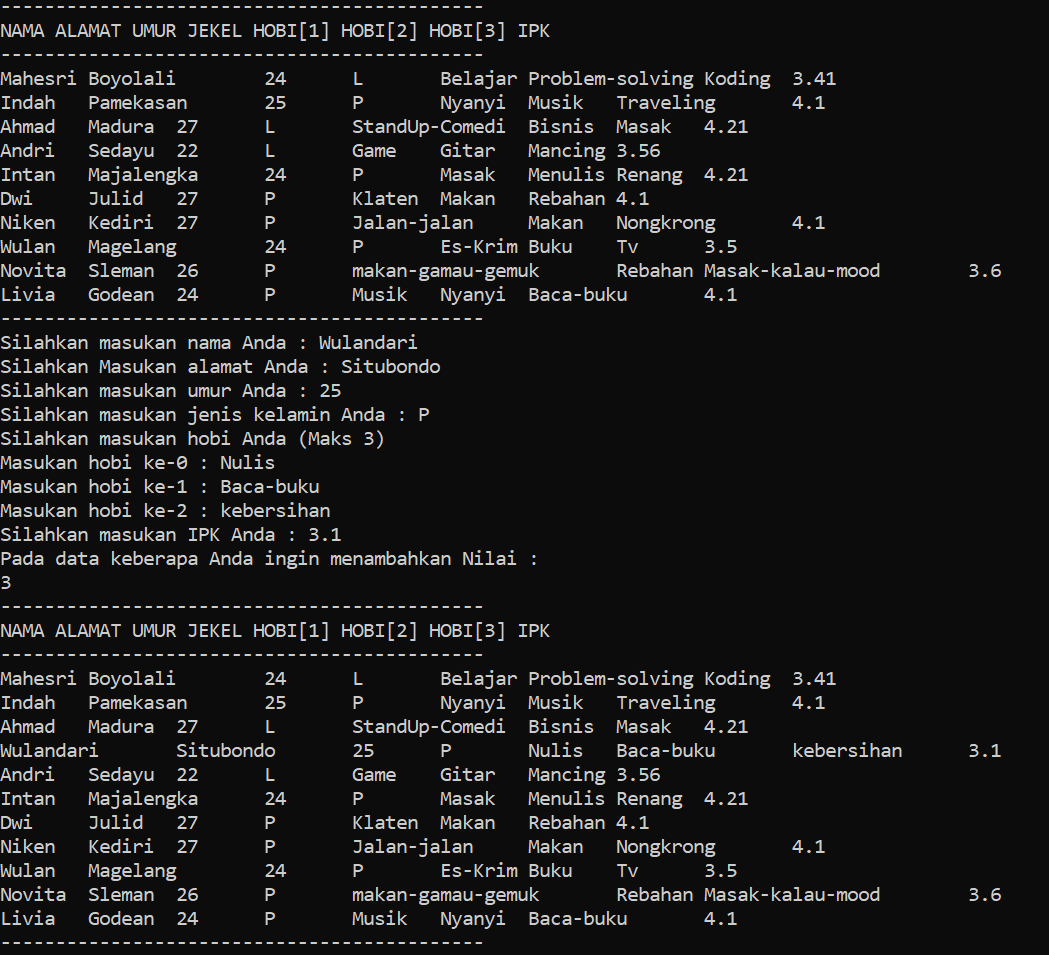 --------------------------------------------
NAMA ALAMAT UMUR JEKEL HOBI[1] HOBI[2] HOBI[3] IPK
--------------------------------------------
Mahesri Boyolali        24      L       Belajar Problem-solving Koding  3.41
Indah   Pamekasan       25      P       Nyanyi  Musik   Traveling       4.1
Ahmad   Madura  27      L       StandUp-Comedi  Bisnis  Masak   4.21
Andri   Sedayu  22      L       Game    Gitar   Mancing 3.56
Intan   Majalengka      24      P       Masak   Menulis Renang  4.21
Dwi     Julid   27      P       Klaten  Makan   Rebahan 4.1
Niken   Kediri  27      P       Jalan-jalan     Makan   Nongkrong       4.1
Wulan   Magelang        24      P       Es-Krim Buku    Tv      3.5
Novita  Sleman  26      P       makan-gamau-gemuk       Rebahan Masak-kalau-mood        3.6
Livia   Godean  24      P       Musik   Nyanyi  Baca-buku       4.1
--------------------------------------------
Silahkan masukan nama Anda : Wulandari
Silahkan Masukan alamat Anda : Situbondo
Silahkan masukan umur Anda : 25
Silahkan masukan jenis kelamin Anda : P
Silahkan masukan hobi Anda (Maks 3)
Masukan hobi ke-0 : Nulis
Masukan hobi ke-1 : Baca-buku
Masukan hobi ke-2 : kebersihan
Silahkan masukan IPK Anda : 3.1
Pada data keberapa Anda ingin menambahkan Nilai :
3
--------------------------------------------
NAMA ALAMAT UMUR JEKEL HOBI[1] HOBI[2] HOBI[3] IPK
--------------------------------------------
Mahesri Boyolali        24      L       Belajar Problem-solving Koding  3.41
Indah   Pamekasan       25      P       Nyanyi  Musik   Traveling       4.1
Ahmad   Madura  27      L       StandUp-Comedi  Bisnis  Masak   4.21
Wulandari       Situbondo       25      P       Nulis   Baca-buku       kebersihan      3.1
Andri   Sedayu  22      L       Game    Gitar   Mancing 3.56
Intan   Majalengka      24      P       Masak   Menulis Renang  4.21
Dwi     Julid   27      P       Klaten  Makan   Rebahan 4.1
Niken   Kediri  27      P       Jalan-jalan     Makan   Nongkrong       4.1
Wulan   Magelang        24      P       Es-Krim Buku    Tv      3.5
Novita  Sleman  26      P       makan-gamau-gemuk       Rebahan Masak-kalau-mood        3.6
Livia   Godean  24      P       Musik   Nyanyi  Baca-buku       4.1
--------------------------------------------